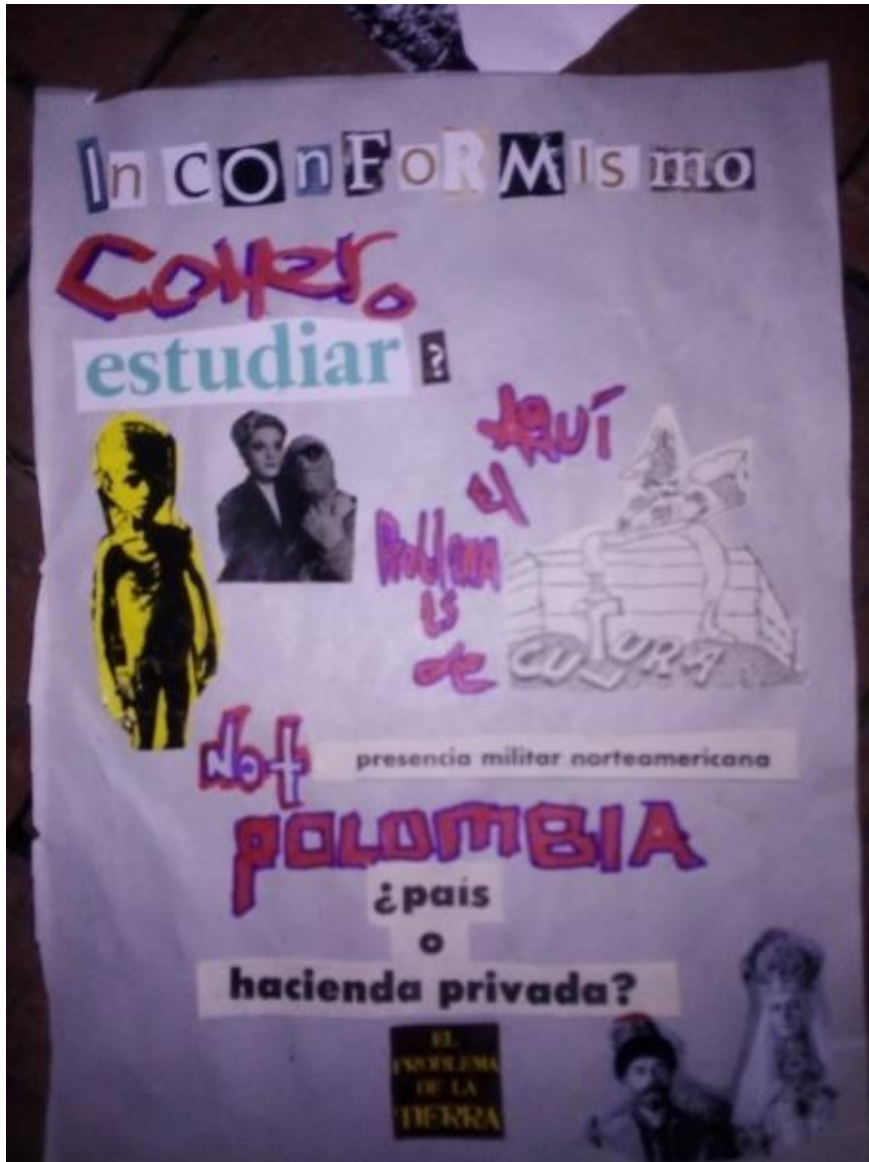 InCOnFoRMIsmo
Comer o
estudiar ?
AQUÍ
el
Problema
es
de
CULTURA
Not presencia militar norteamericana
POLOMBIA
¿país
o
hacienda privada?
EL
PROBLEMA
DE LA
TIERRA